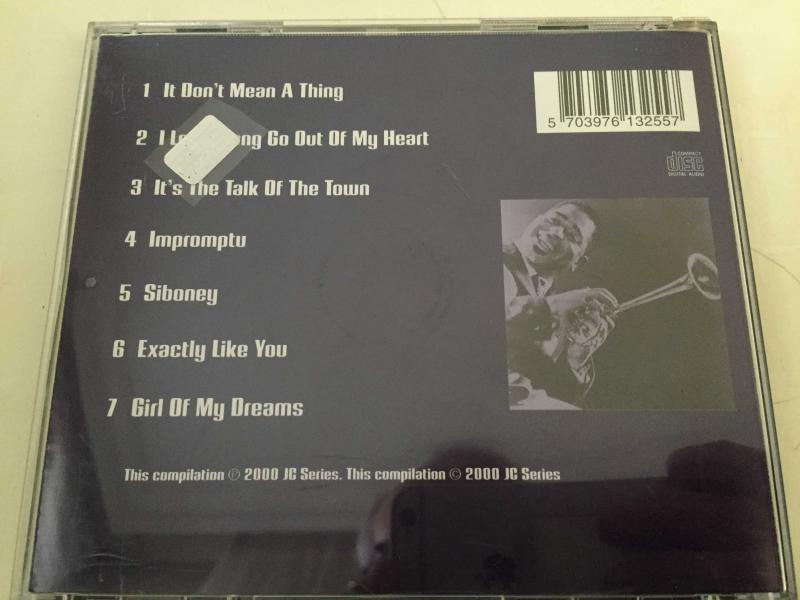 1 It Don't Mean A Thing
2 I Go Out Of My Heart
3 It's The Talk Of The Town
4 Impromptu
5 Siboney
6 Exactly Like You
7 Girl Of My Dreams
This compilation ℗ 2000 JC Series. This compilation © 2000 JC Series
5 703976 132557
COMPACT
disc
DIGITAL AUDIO